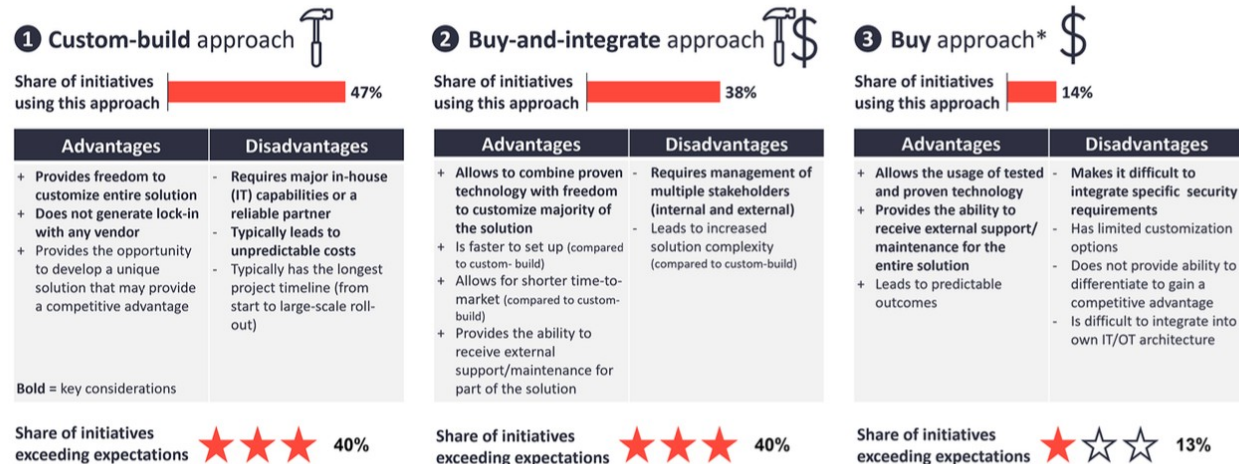 1 Custom-build approach
Share of initiatives
using this approach
47%
Advantages
Disadvantages
+ Provides freedom to
customize entire solution
+ Does not generate lock-in
with any vendor
+ Provides the opportunity
to develop a unique
solution that may provide
a competitive advantage
Bold = key considerations
- Requires major in-house
(IT) capabilities or a
reliable partner
- Typically leads to
unpredictable costs
- Typically has the longest
project timeline (from
start to large-scale roll-
out)
Share of initiatives
exceeding expectations
40%
2 Buy-and-integrate approach
$
Share of initiatives
using this approach
38%
Advantages
Disadvantages
+ Allows to combine proven
technology with freedom
to customize majority of
the solution
+ Is faster to set up (compared
to custom- build)
+ Allows for shorter time-to-
market (compared to custom-
build)
+ Provides the ability to
receive external
support/maintenance for
part of the solution
- Requires management of
multiple stakeholders
(internal and external)
- Leads to increased
solution complexity
(compared to custom-build)
Share of initiatives
exceeding expectations
40%
3 Buy approach*
$
Share of initiatives
using this approach
14%
Advantages
Disadvantages
+ Allows the usage of tested
and proven technology
+ Provides the ability to
receive external support/
maintenance for the
entire solution
+ Leads to predictable
outcomes
- Makes it difficult to
integrate specific security
requirements
- Has limited customization
options
- Does not provide ability to
differentiate to gain a
competitive advantage
- Is difficult to integrate into
own IT/OT architecture
Share of initiatives
exceeding expectations
13%